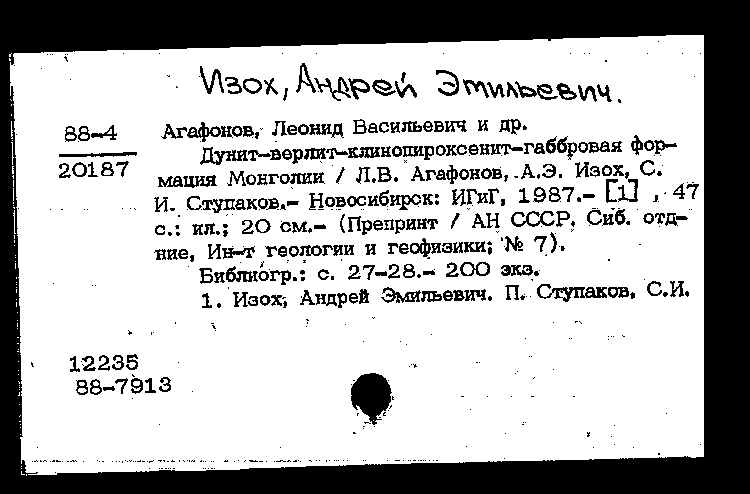 Изох, Андрей Эмильевич.
88-4
20187
Агафонов, Леонид Васильевич и др.
Дунит-верлит-клинопироксенит-габбровая фор-
мация Монголии / Л.В. Агафонов, А.Э. Изох, С.
И. Ступаков.- Новосибирск: ИГиГ, 1987.- [1] , 47
с.: ил.; 20 см.- (Препринт / АН СССР, Сиб. отд-
ние, Ин-т геологии и геофизики; № 7).
Библиогр.: с. 27-28.- 200 экз.
1. Изох, Андрей Эмильевич. П. Ступаков, С.И.
12235
88-7913